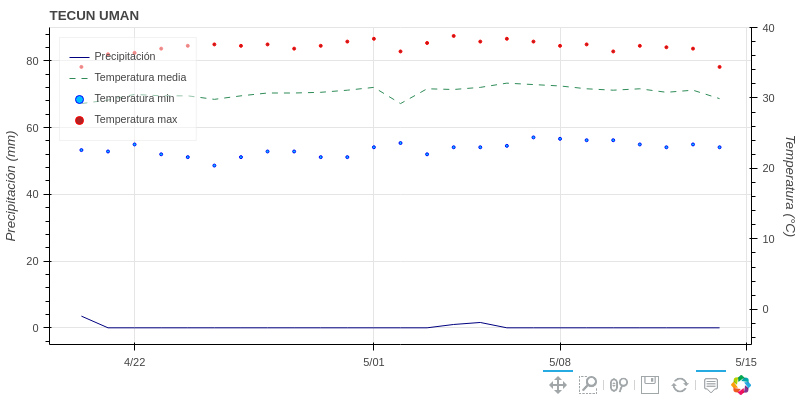 TECUN UMAN
Precipitación
Temperatura media
Temperatura min
Temperatura max
Precipitación (mm)
80
60
40
20
0
Temperatura (°C)
40
30
20
10
0
4/22
5/01
5/08
5/15